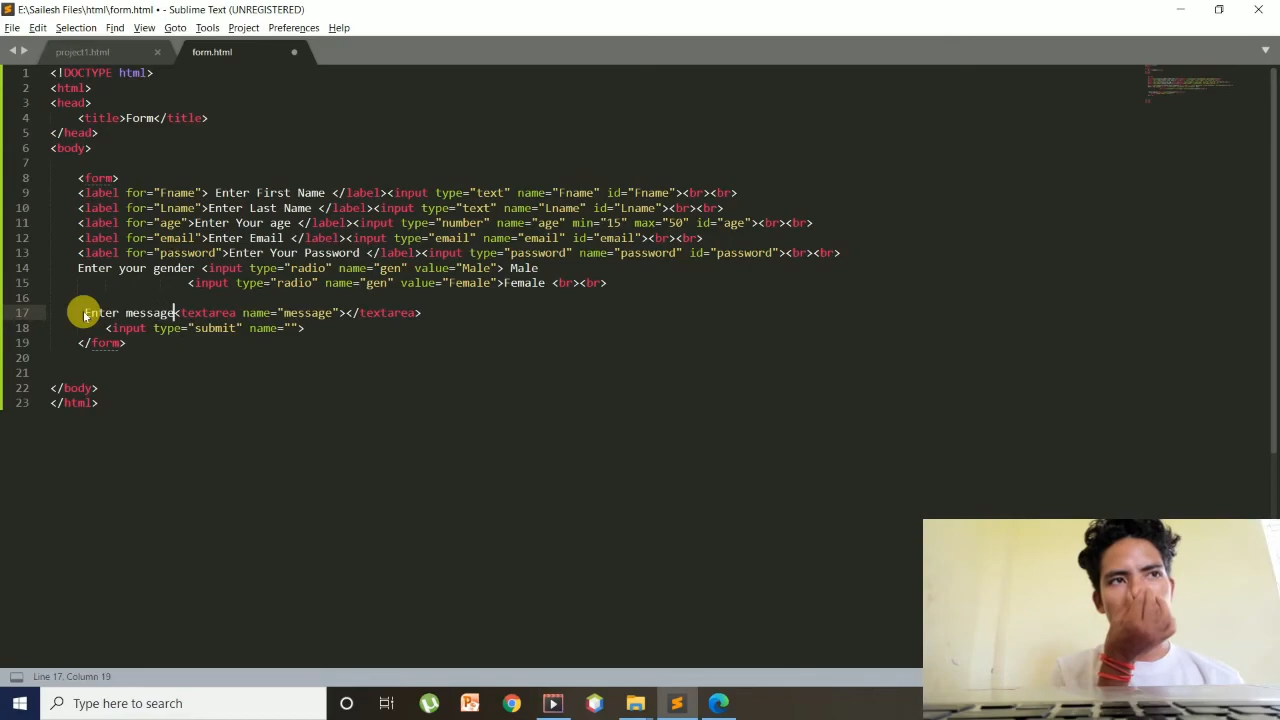 E:\Sailesh Files\html\form.html • - Sublime Text (UNREGISTERED)
File Edit Selection Find View Goto Tools Project Preferences Help
project1.html × form.html
1 <!DOCTYPE html>
2 <html>
3 <head>
4 <title>Form</title>
5 </head>
6 <body>
7
8 <form>
9 <label for="Fname"> Enter First Name </label><input type="text" name="Fname" id="Fname"><br><br>
10 <label for="Lname">Enter Last Name </label><input type="text" name="Lname" id="Lname"><br><br>
11 <label for="age">Enter Your age </label><input type="number" name="age" min="15" max="50" id="age"><br><br>
12 <label for="email">Enter Email </label><input type="email" name="email" id="email"><br><br>
13 <label for="password">Enter Your Password </label><input type="password" name="password" id="password"><br><br>
14 Enter your gender <input type="radio" name="gen" value="Male"> Male
15 <input type="radio" name="gen" value="Female">Female <br><br>
16
17 Enter message<textarea name="message"></textarea>
18 <input type="submit" name="">
19 </form>
20
21
22 </body>
23 </html>
Line 17, Column 19
Type here to search